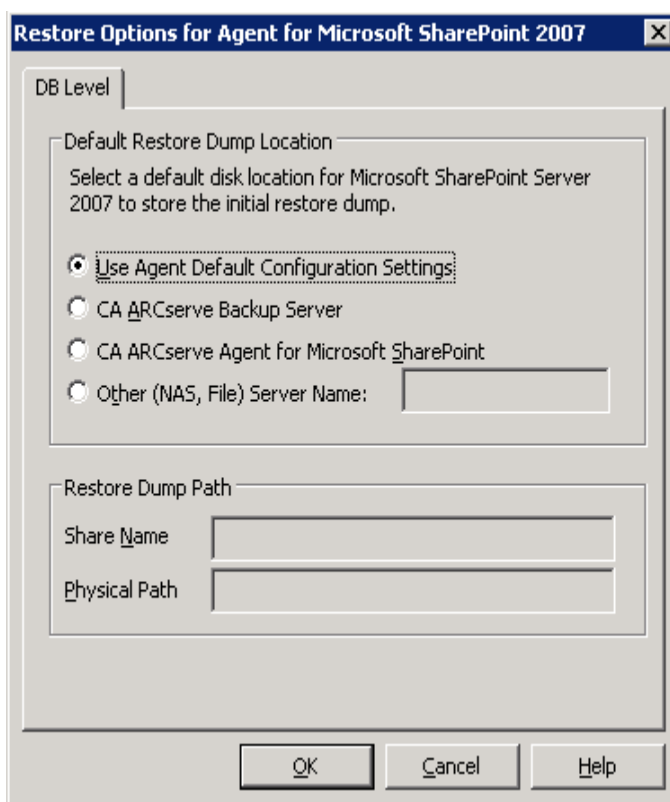 Restore Options for Agent for Microsoft SharePoint 2007
DB Level
Default Restore Dump Location
Select a default disk location for Microsoft SharePoint Server
2007 to store the initial restore dump.
Use Agent Default Configuration Settings
CA ARCserve Backup Server
CA ARCserve Agent for Microsoft SharePoint
Other (NAS, File) Server Name:
Restore Dump Path
Share Name
Physical Path
OK Cancel Help